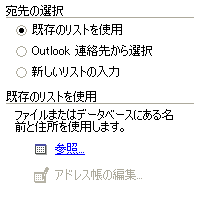 宛先の選択
既存のリストを使用
Outlook 連絡先から選択
新しいリストの入力
既存のリストを使用
ファイルまたはデータベースにある名
前と住所を使用します。
参照...
アドレス帳の編集...